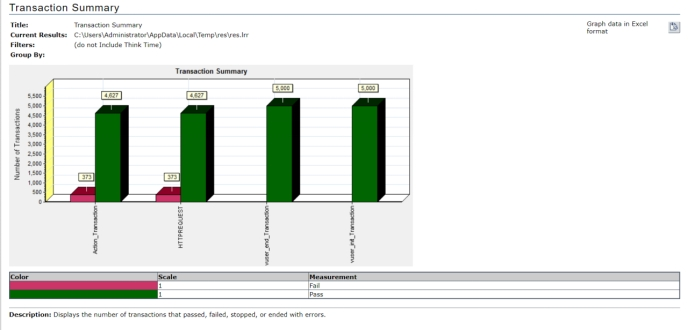 Transaction Summary
Title: Transaction Summary
Graph data in Excel format
Current Results: C:\Users\Administrator\AppData\Local\Temp\res\res.lrr
Filters: (do not Include Think Time)
Group By:
Transaction Summary
Number of Transactions
5,500
5,000
4,500
4,000
3,500
3,000
2,500
2,000
1,500
1,000
500
0
373
4,627
373
4,627
5,000
5,000
Action_Transaction
HTTPREQUEST
vuser_end_Transaction
vuser_init_Transaction
Color Scale Measurement
1 Fail
1 Pass
Description: Displays the number of transactions that passed, failed, stopped, or ended with errors.